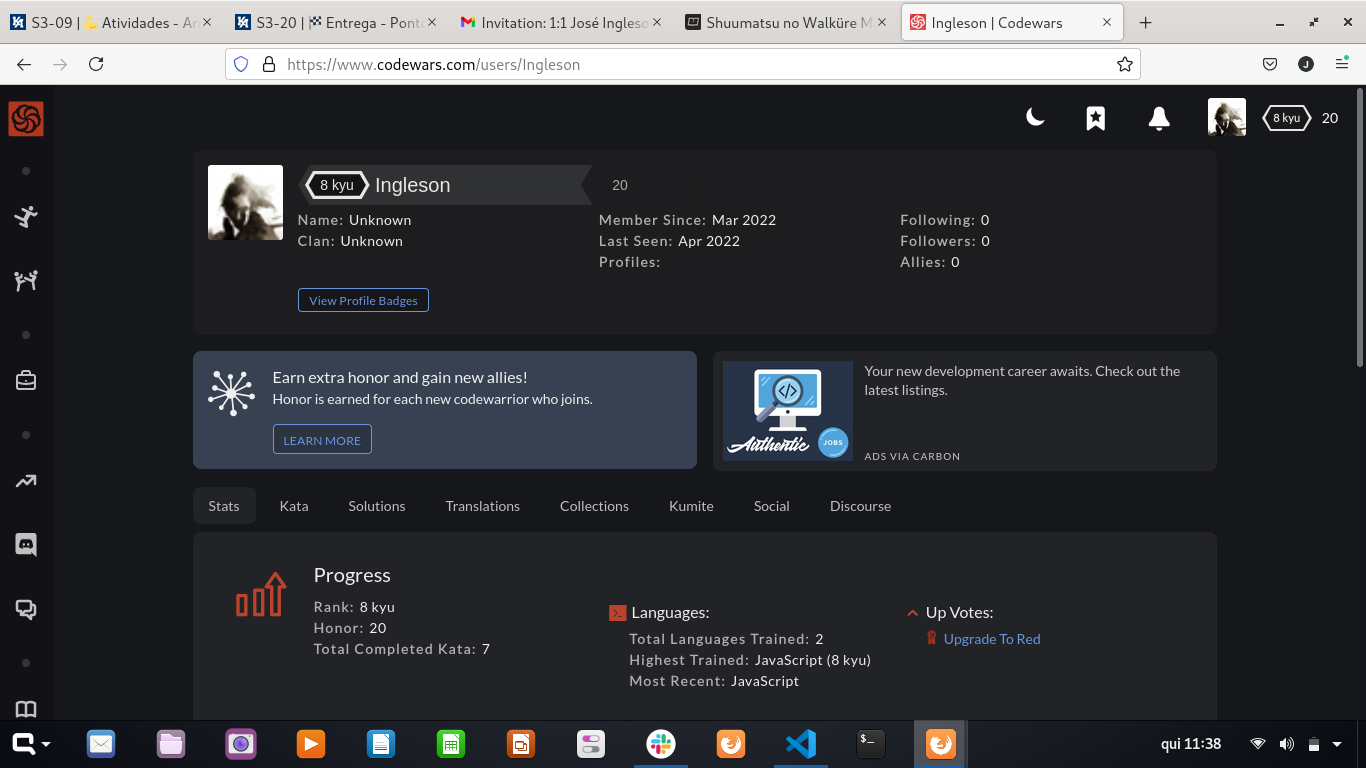 S3-09 | 💪 Atividades - An
S3-20 | 🏁 Entrega - Ponto
Invitation: 1:1 José Ingleso
Shuumatsu no Walküre M
Ingleson | Codewars
https://www.codewars.com/users/Ingleson
J
8 kyu
20
8 kyu
Ingleson
20
Name: Unknown
Clan: Unknown
Member Since: Mar 2022
Last Seen: Apr 2022
Profiles:
Following: 0
Followers: 0
Allies: 0
View Profile Badges
Earn extra honor and gain new allies!
Honor is earned for each new codewarrior who joins.
LEARN MORE
Authentic
JOBS
Your new development career awaits. Check out the
latest listings.
ADS VIA CARBON
Stats
Kata
Solutions
Translations
Collections
Kumite
Social
Discourse
Progress
Rank: 8 kyu
Honor: 20
Total Completed Kata: 7
Languages:
Total Languages Trained: 2
Highest Trained: JavaScript (8 kyu)
Most Recent: JavaScript
Up Votes:
Upgrade To Red
$_
qui 11:38